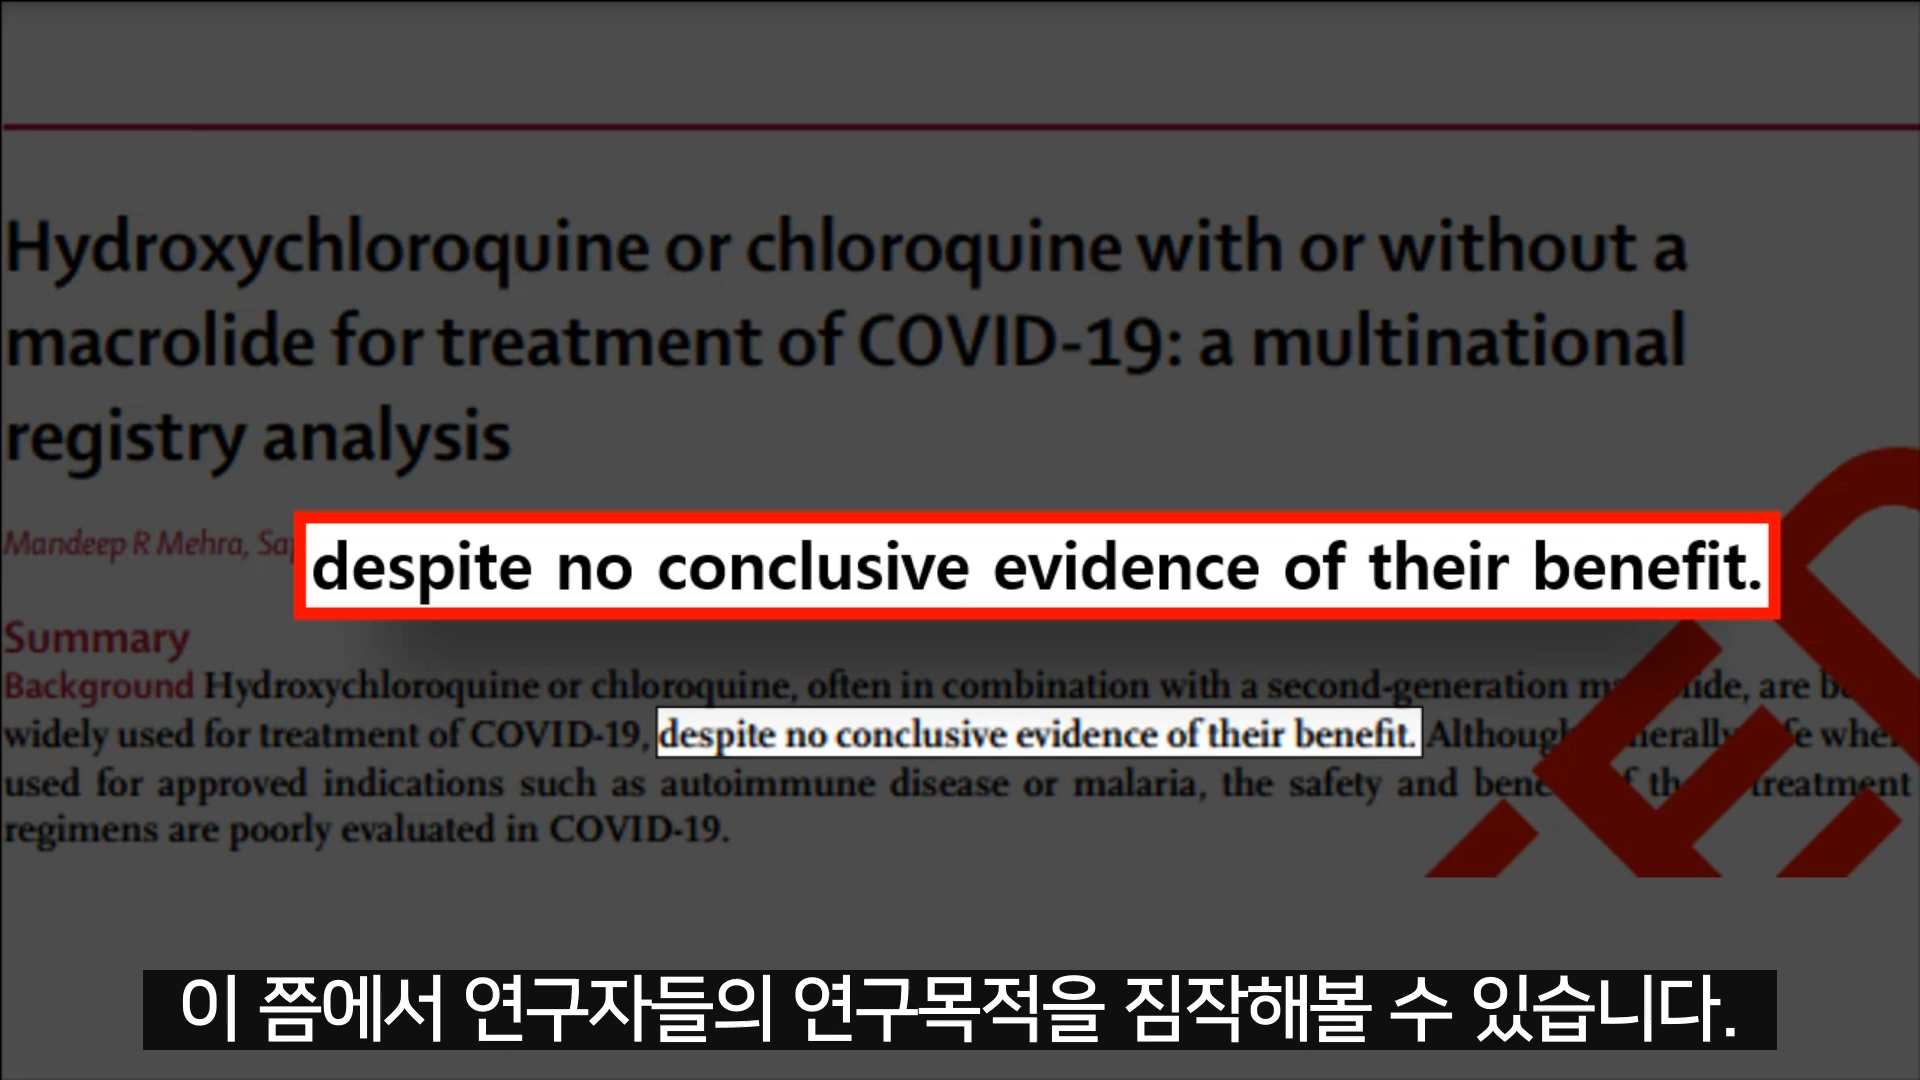 Hydroxychloroquine or chloroquine with or without a
macrolide for treatment of COVID-19: a multinational
registry analysis
Mandeep R Mehra,
despite no conclusive evidence of their benefit.
Summary
Background Hydroxychloroquine or chloroquine, often in combination with a second-generation are
widely used for treatment of COVID-19, despite no conclusive evidence of their benefit. Although
used for approved indications such as autoimmune disease or malaria, the safety and treatment
regimens are poorly evaluated in COVID-19.
이 쯤에서 연구자들의 연구목적을 짐작해볼 수 있습니다.